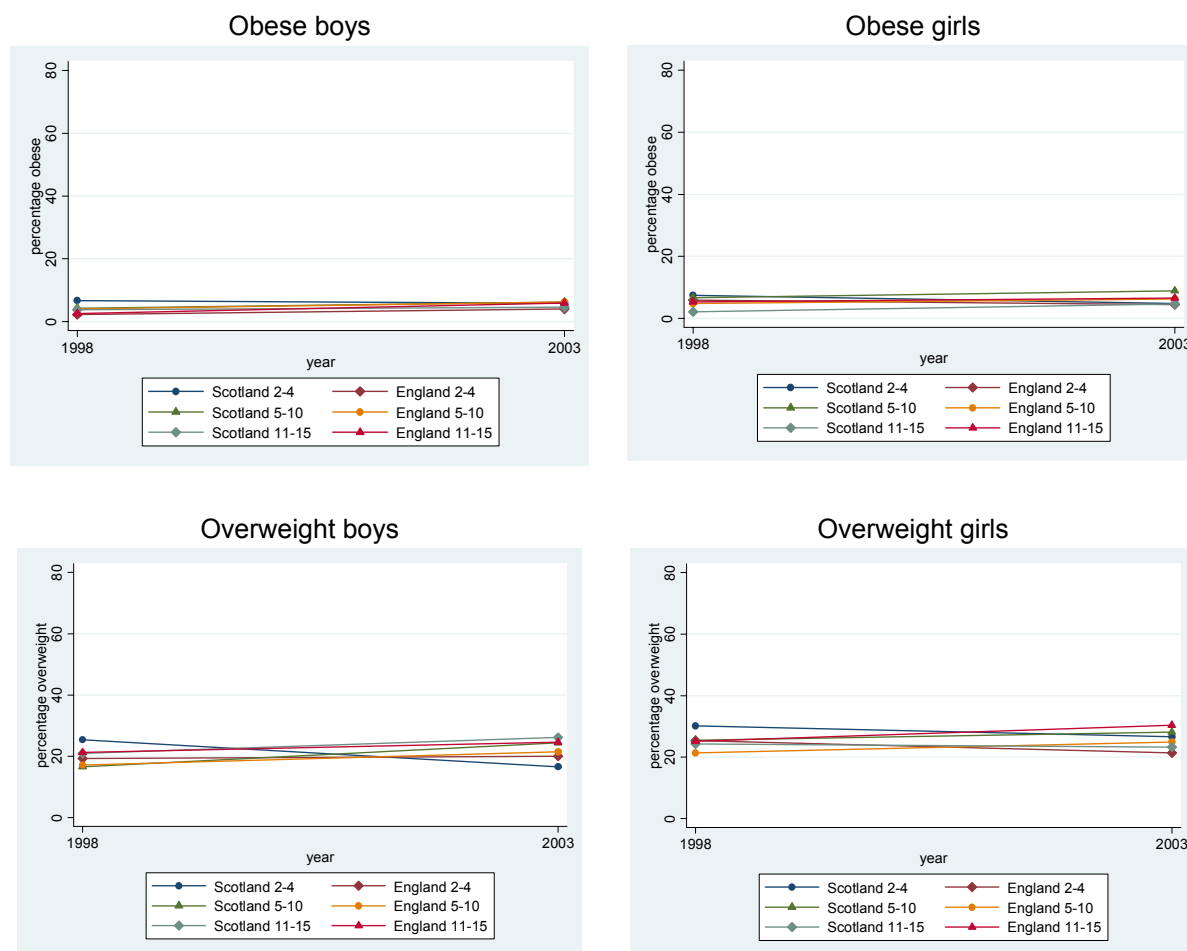 Obese boys
percentage obese
80
60
40
20
0
1998
2003
year
Scotland 2-4
England 2-4
Scotland 5-10
England 5-10
Scotland 11-15
England 11-15
Obese girls
percentage obese
80
60
40
20
0
1998
2003
year
Scotland 2-4
England 2-4
Scotland 5-10
England 5-10
Scotland 11-15
England 11-15
Overweight boys
percentage overweight
80
60
40
20
0
1998
2003
year
Scotland 2-4
England 2-4
Scotland 5-10
England 5-10
Scotland 11-15
England 11-15
Overweight girls
percentage overweight
80
60
40
20
0
1998
2003
year
Scotland 2-4
England 2-4
Scotland 5-10
England 5-10
Scotland 11-15
England 11-15